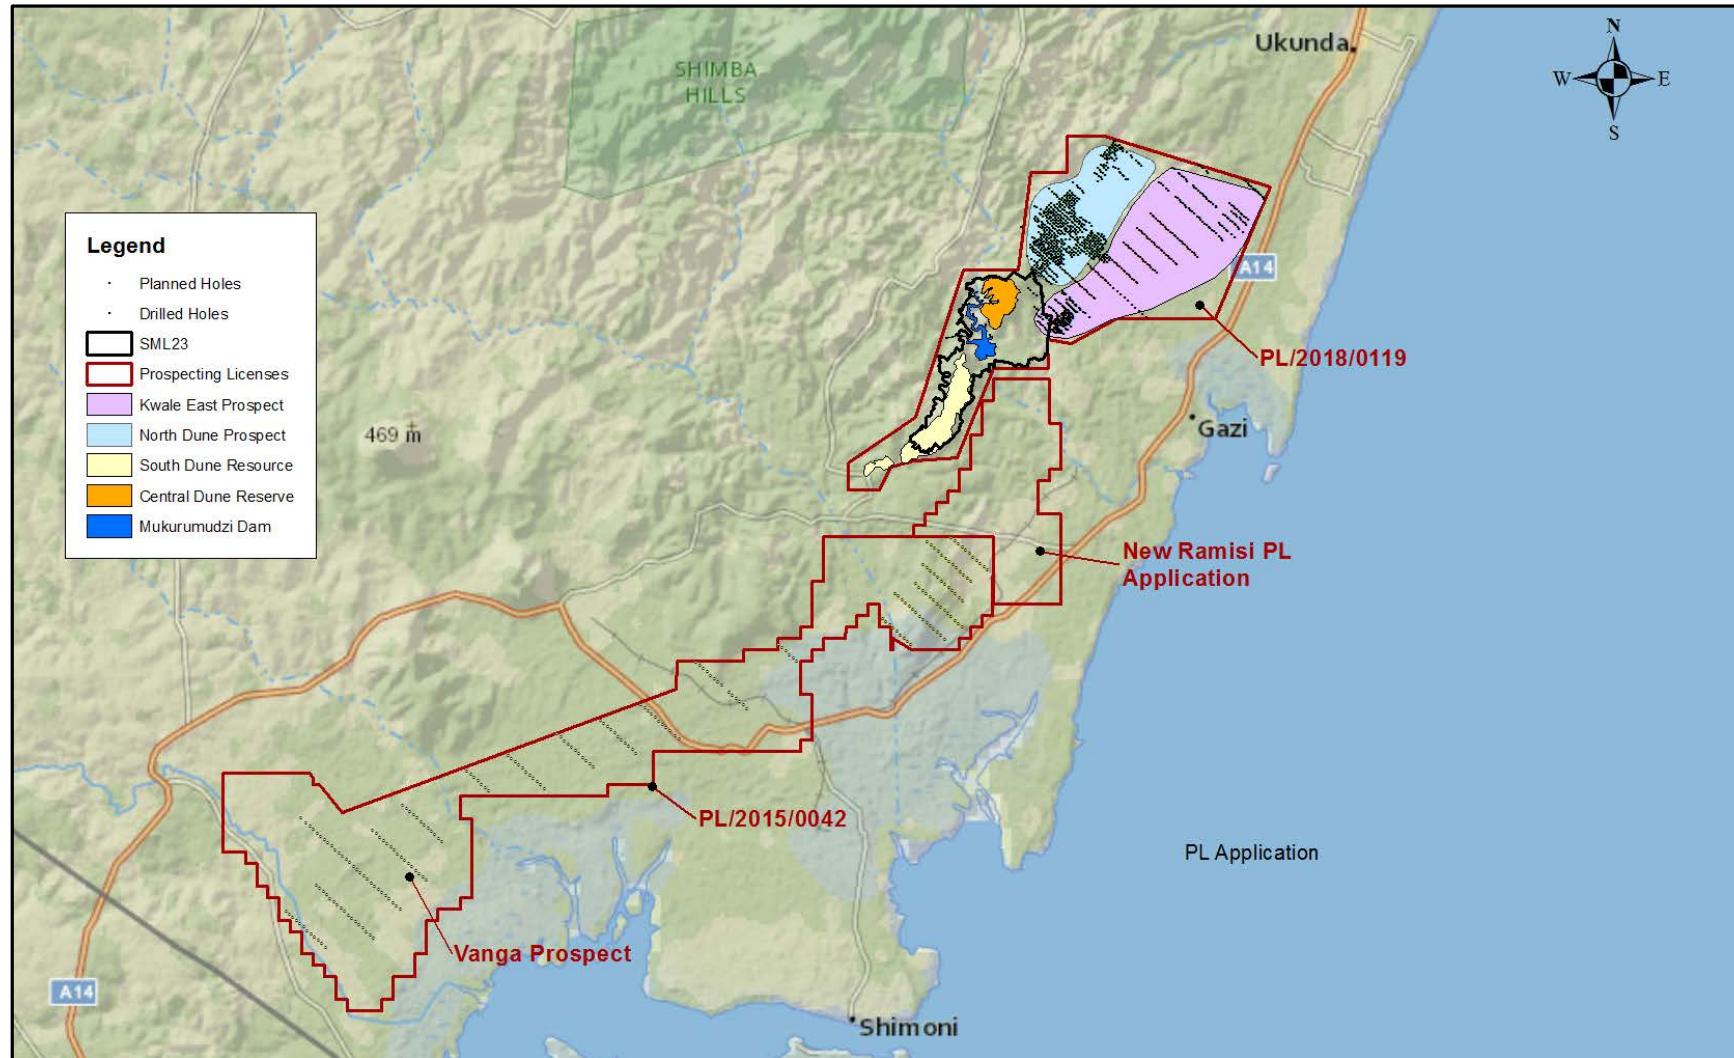 Ukunda
N
W
E
S
SHIMBA
HILLS
Legend
Planned Holes
Drilled Holes
SML23
Prospecting Licenses
Kwale East Prospect
North Dune Prospect
South Dune Resource
Central Dune Reserve
Mukurumudzi Dam
A14
PL/2018/0119
469 m
Gazi
New Ramisi PL
Application
PL/2015/0042
PL Application
Vanga Prospect
A14
Shimoni